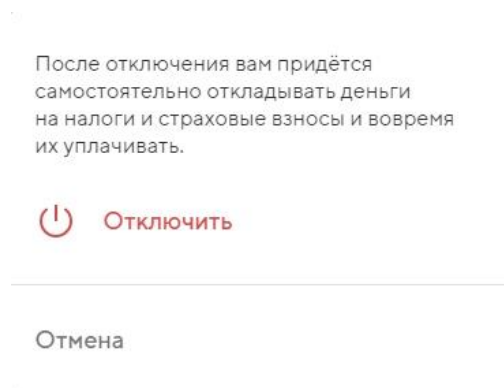 После отключения вам придётся
самостоятельно откладывать деньги
на налоги и страховые взносы и вовремя
их уплачивать.
Отключить
Отмена